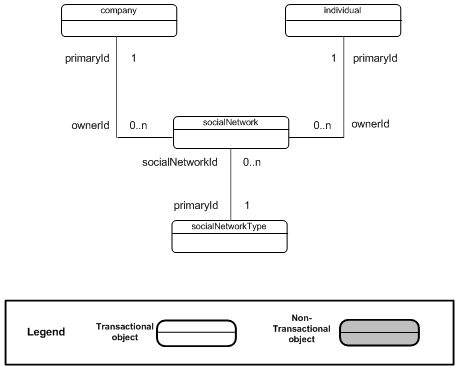 company
individual
primaryId 1
1 primaryId
ownerId 0..n
0..n ownerId
socialNetwork
socialNetworkId 0..n
primaryId 1
socialNetworkType
Legend
Transactional
object
Non-
Transactional
object